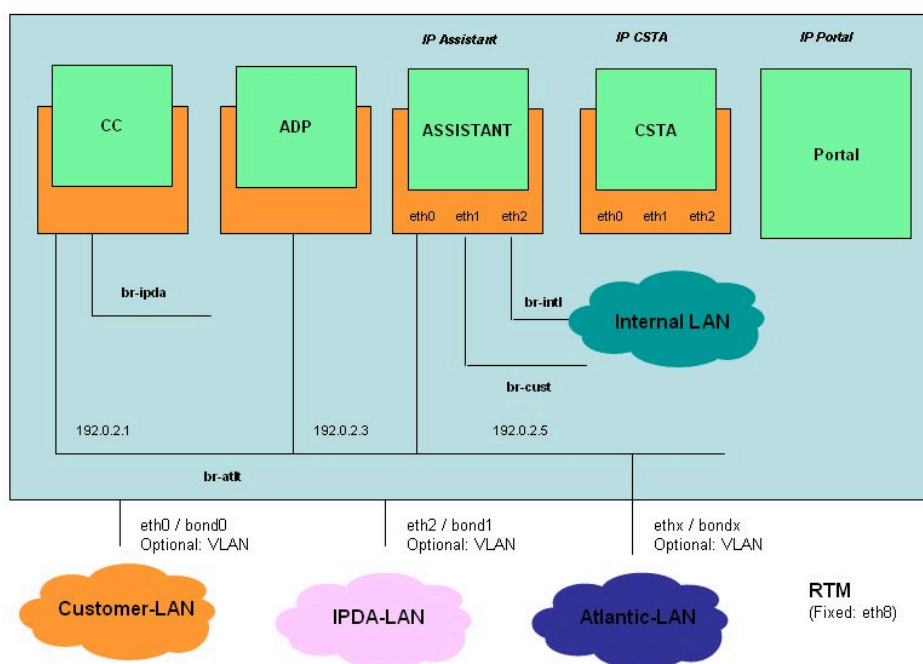 IP Assistant
IP CSTA
IP Portal
CC
ADP
ASSISTANT
CSTA
Portal
eth0 eth1 eth2
eth0 eth1 eth2
br-ipda
br-intl
Internal LAN
br-cust
192.0.2.1
192.0.2.3
192.0.2.5
br-atlt
eth0 / bond0
Optional: VLAN
eth2 / bond1
Optional: VLAN
ethx / bondx
Optional: VLAN
Customer-LAN
IPDA-LAN
Atlantic-LAN
RTM
(Fixed: eth8)